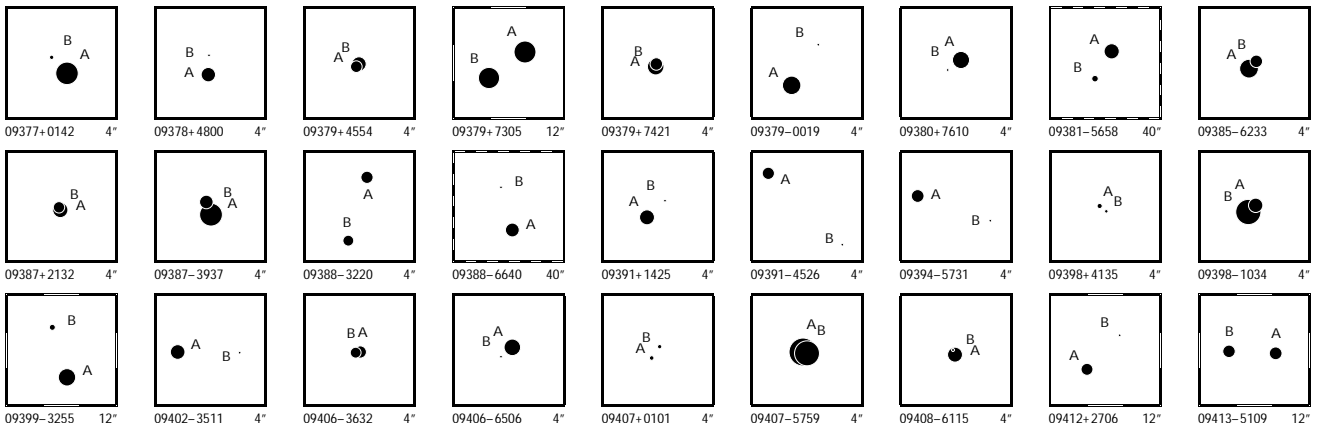 B A B A B A A B B A B A A B A B B A
09377+0142 4″ 09378+4800 4″ 09379+4554 4″ 09379+7305 12″ 09379+7421 4″ 09379−0019 4″ 09380+7610 4″ 09381−5658 40″ 09385−6233 4″
B A B A A B B A B A A B A B A B A B
09387+2132 4″ 09387−3937 4″ 09388−3220 4″ 09388−6640 40″ 09391+1425 4″ 09391−4526 4″ 09394−5731 4″ 09398+4135 4″ 09398−1034 4″
B A A B B A A B B A A B B A B A B A
09399−3255 12″ 09402−3511 4″ 09406−3632 4″ 09406−6506 4″ 09407+0101 4″ 09407−5759 4″ 09408−6115 4″ 09412+2706 12″ 09413−5109 12″